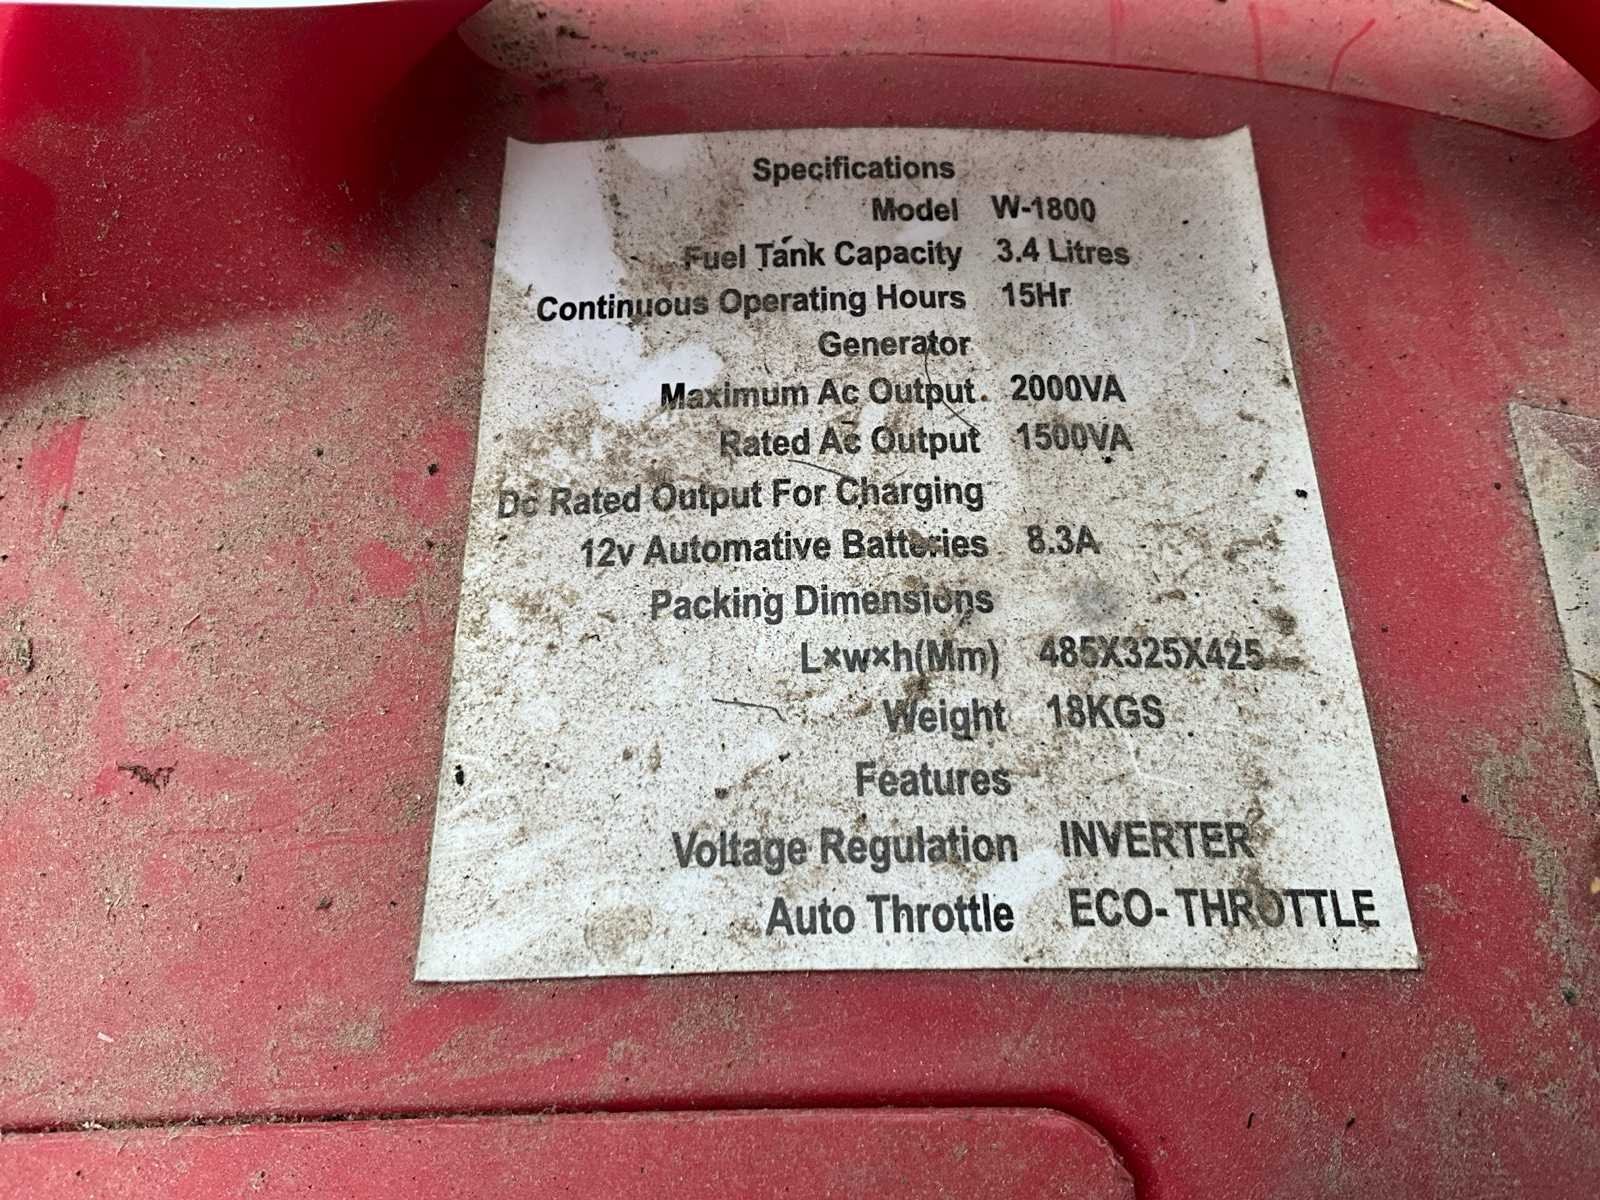 Specifications
Model W-1800
Fuel Tank Capacity 3.4 Litres
Continuous Operating Hours 15Hr
Generator
Maximum Ac Output 2000VA
Rated Ac Output 1500VA
Dc Rated Output For Charging
12v Automative Batteries 8.3A
Packing Dimensions
L×w×h(Mm) 485X325X425
Weight 18KGS
Features
Voltage Regulation INVERTER
Auto Throttle ECO- THROTTLE